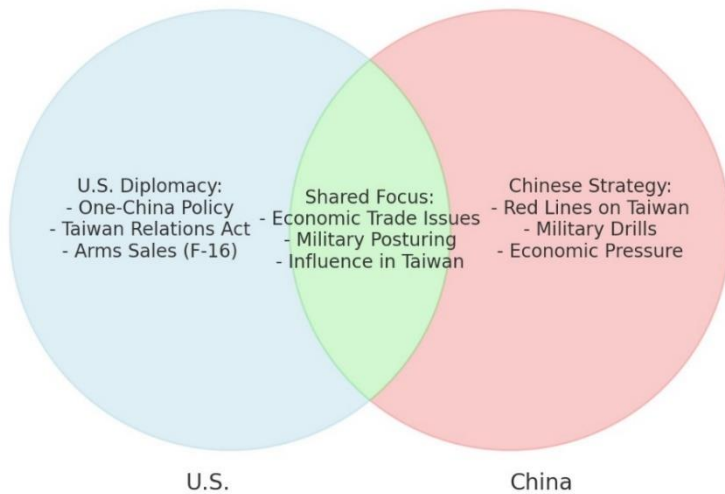 U.S. Diplomacy:
- One-China Policy
- Taiwan Relations Act
- Arms Sales (F-16)
Shared Focus:
- Economic Trade Issues
- Military Posturing
- Influence in Taiwan
Chinese Strategy:
- Red Lines on Taiwan
- Military Drills
- Economic Pressure
U.S.
China